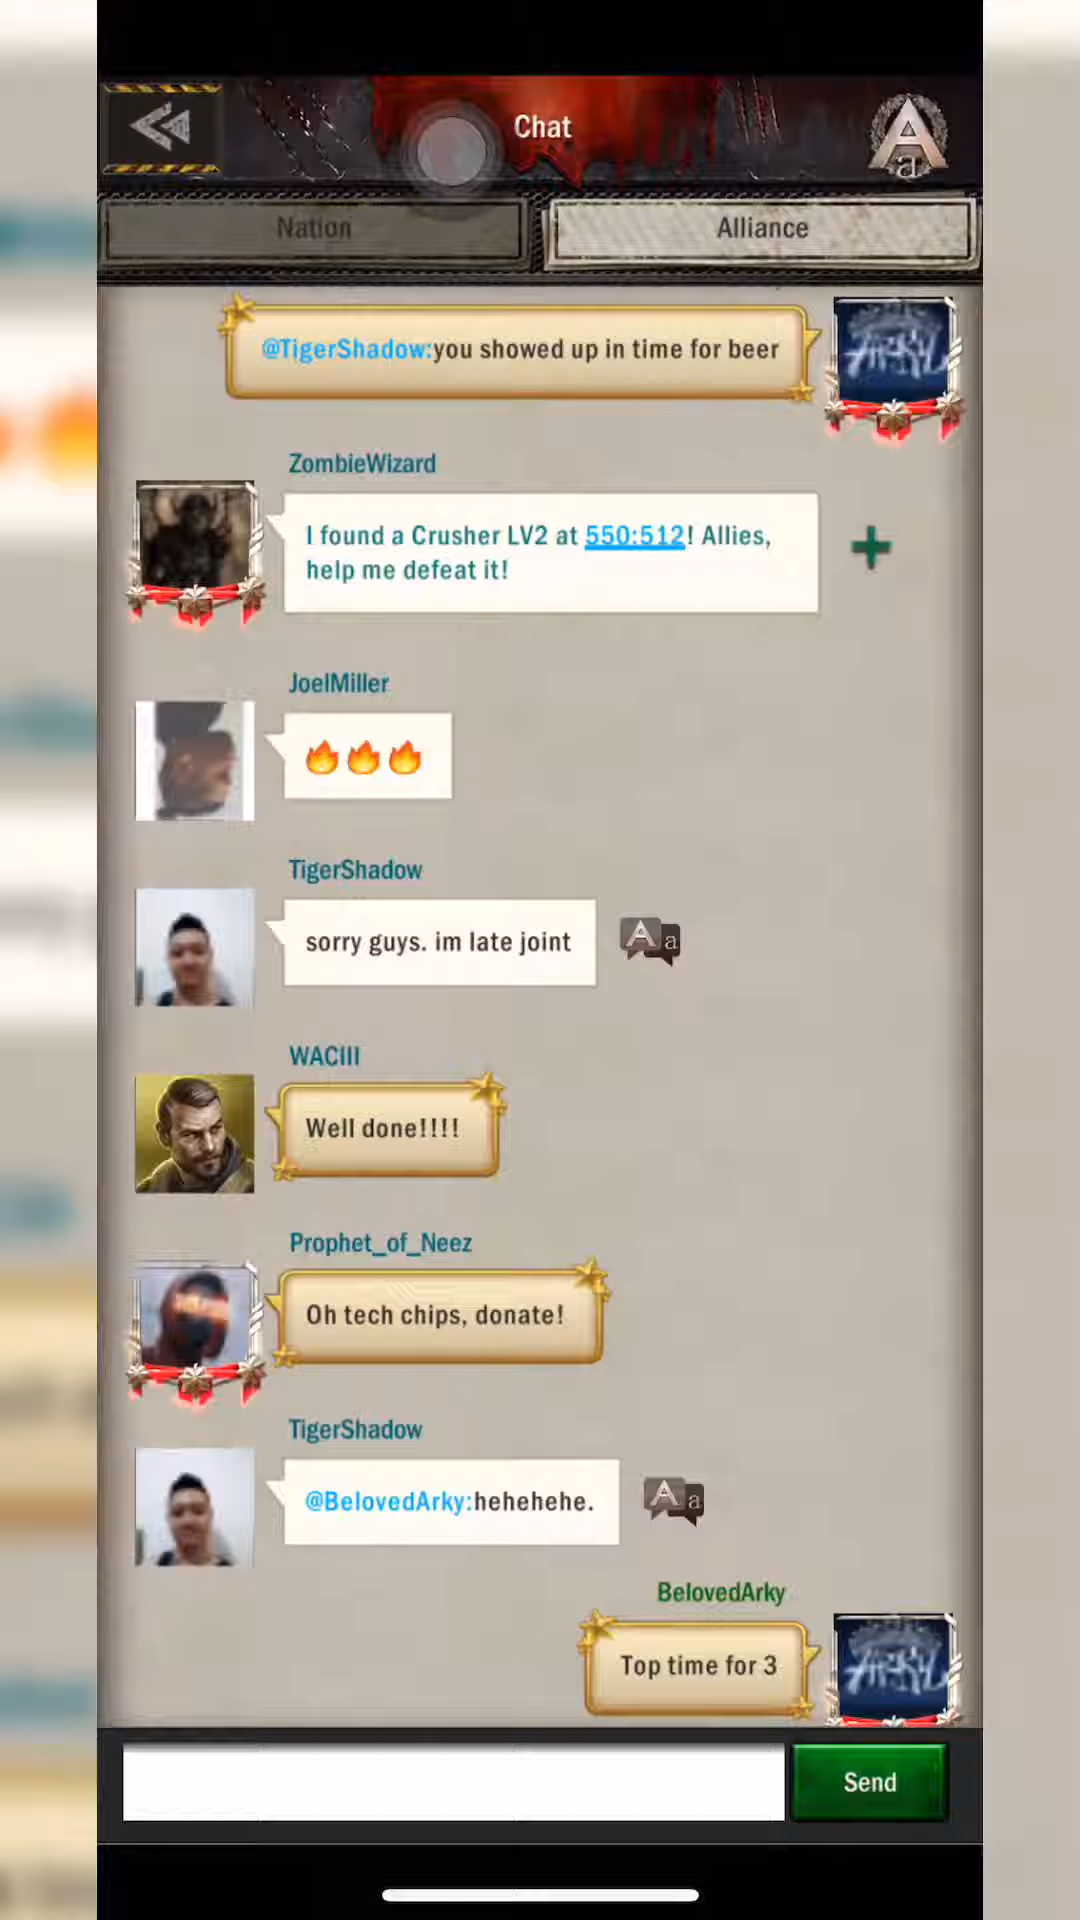 Chat
A
a
Nation
Alliance
@TigerShadow:you showed up in time for beer
ZombieWizard
I found a Crusher LV2 at 550:512! Allies,
help me defeat it!
JoelMiller
🔥🔥🔥
TigerShadow
sorry guys. im late joint
A a
WACIII
Well done!!!!
Prophet_of_Neez
Oh tech chips, donate!
TigerShadow
@BelovedArky:hehehehe.
A a
BelovedArky
Top time for 3
Send